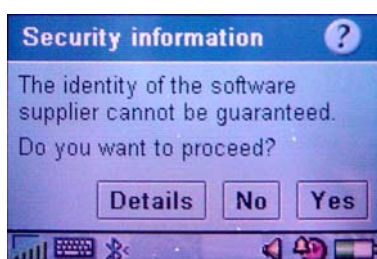 Security information ?
The identity of the software
supplier cannot be guaranteed.
Do you want to proceed?
Details No Yes